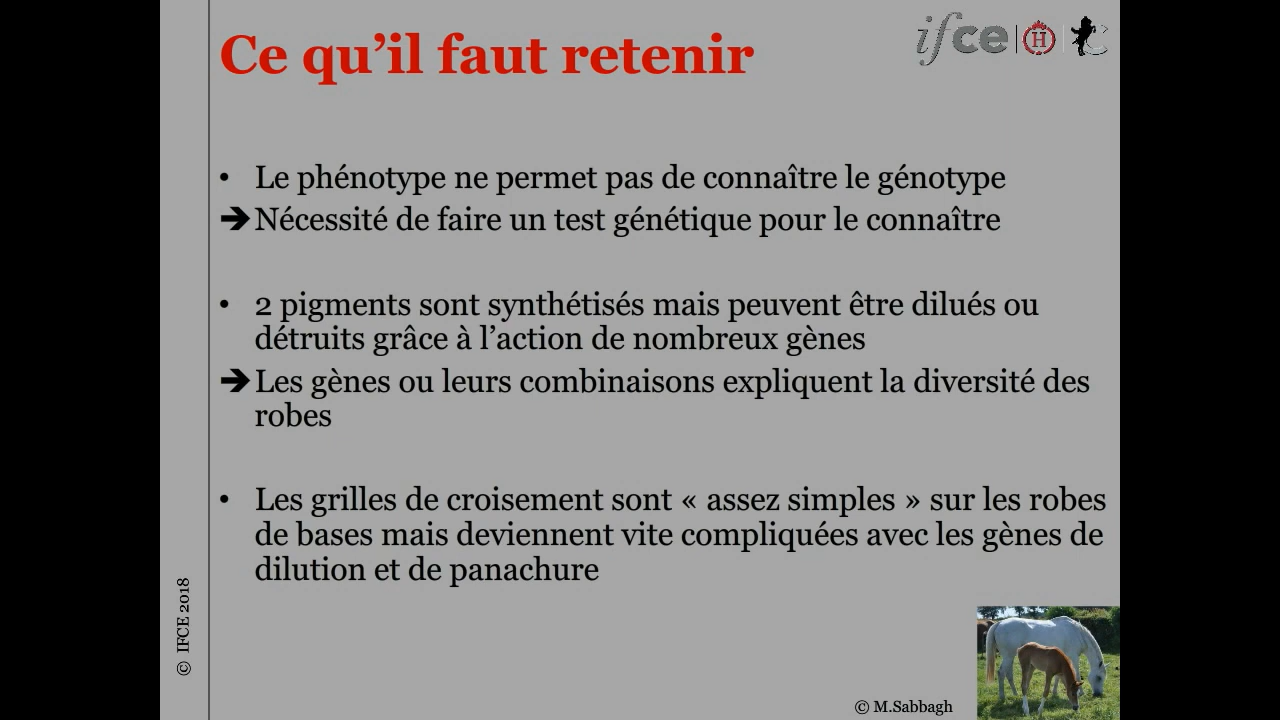 Ce qu’il faut retenir
ifce
H
• Le phénotype ne permet pas de connaître le génotype
➔ Nécessité de faire un test génétique pour le connaître
• 2 pigments sont synthétisés mais peuvent être dilués ou
détruits grâce à l’action de nombreux gènes
➔ Les gènes ou leurs combinaisons expliquent la diversité des
robes
• Les grilles de croisement sont « assez simples » sur les robes
de bases mais deviennent vite compliquées avec les gènes de
dilution et de panachure
© IFCE 2018
© M.Sabbagh